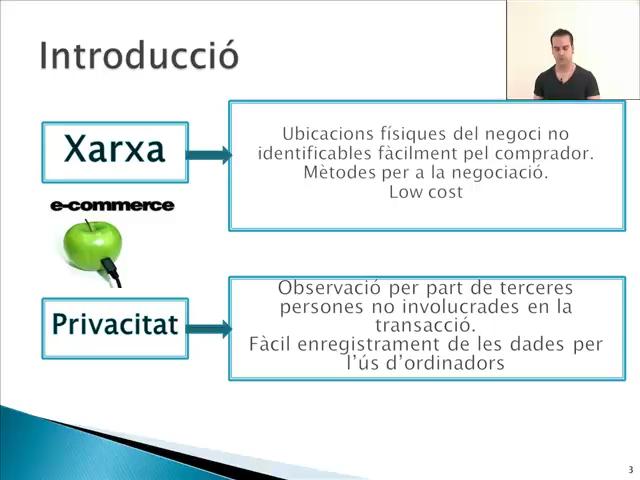 Introducció
Xarxa
Ubicacions físiques del negoci no
identificables fàcilment pel comprador.
Mètodes per a la negociació.
Low cost
e-commerce
Privacitat
Observació per part de terceres
persones no involucrades en la
transacció.
Fàcil enregistrament de les dades per
l’ús d’ordinadors
3